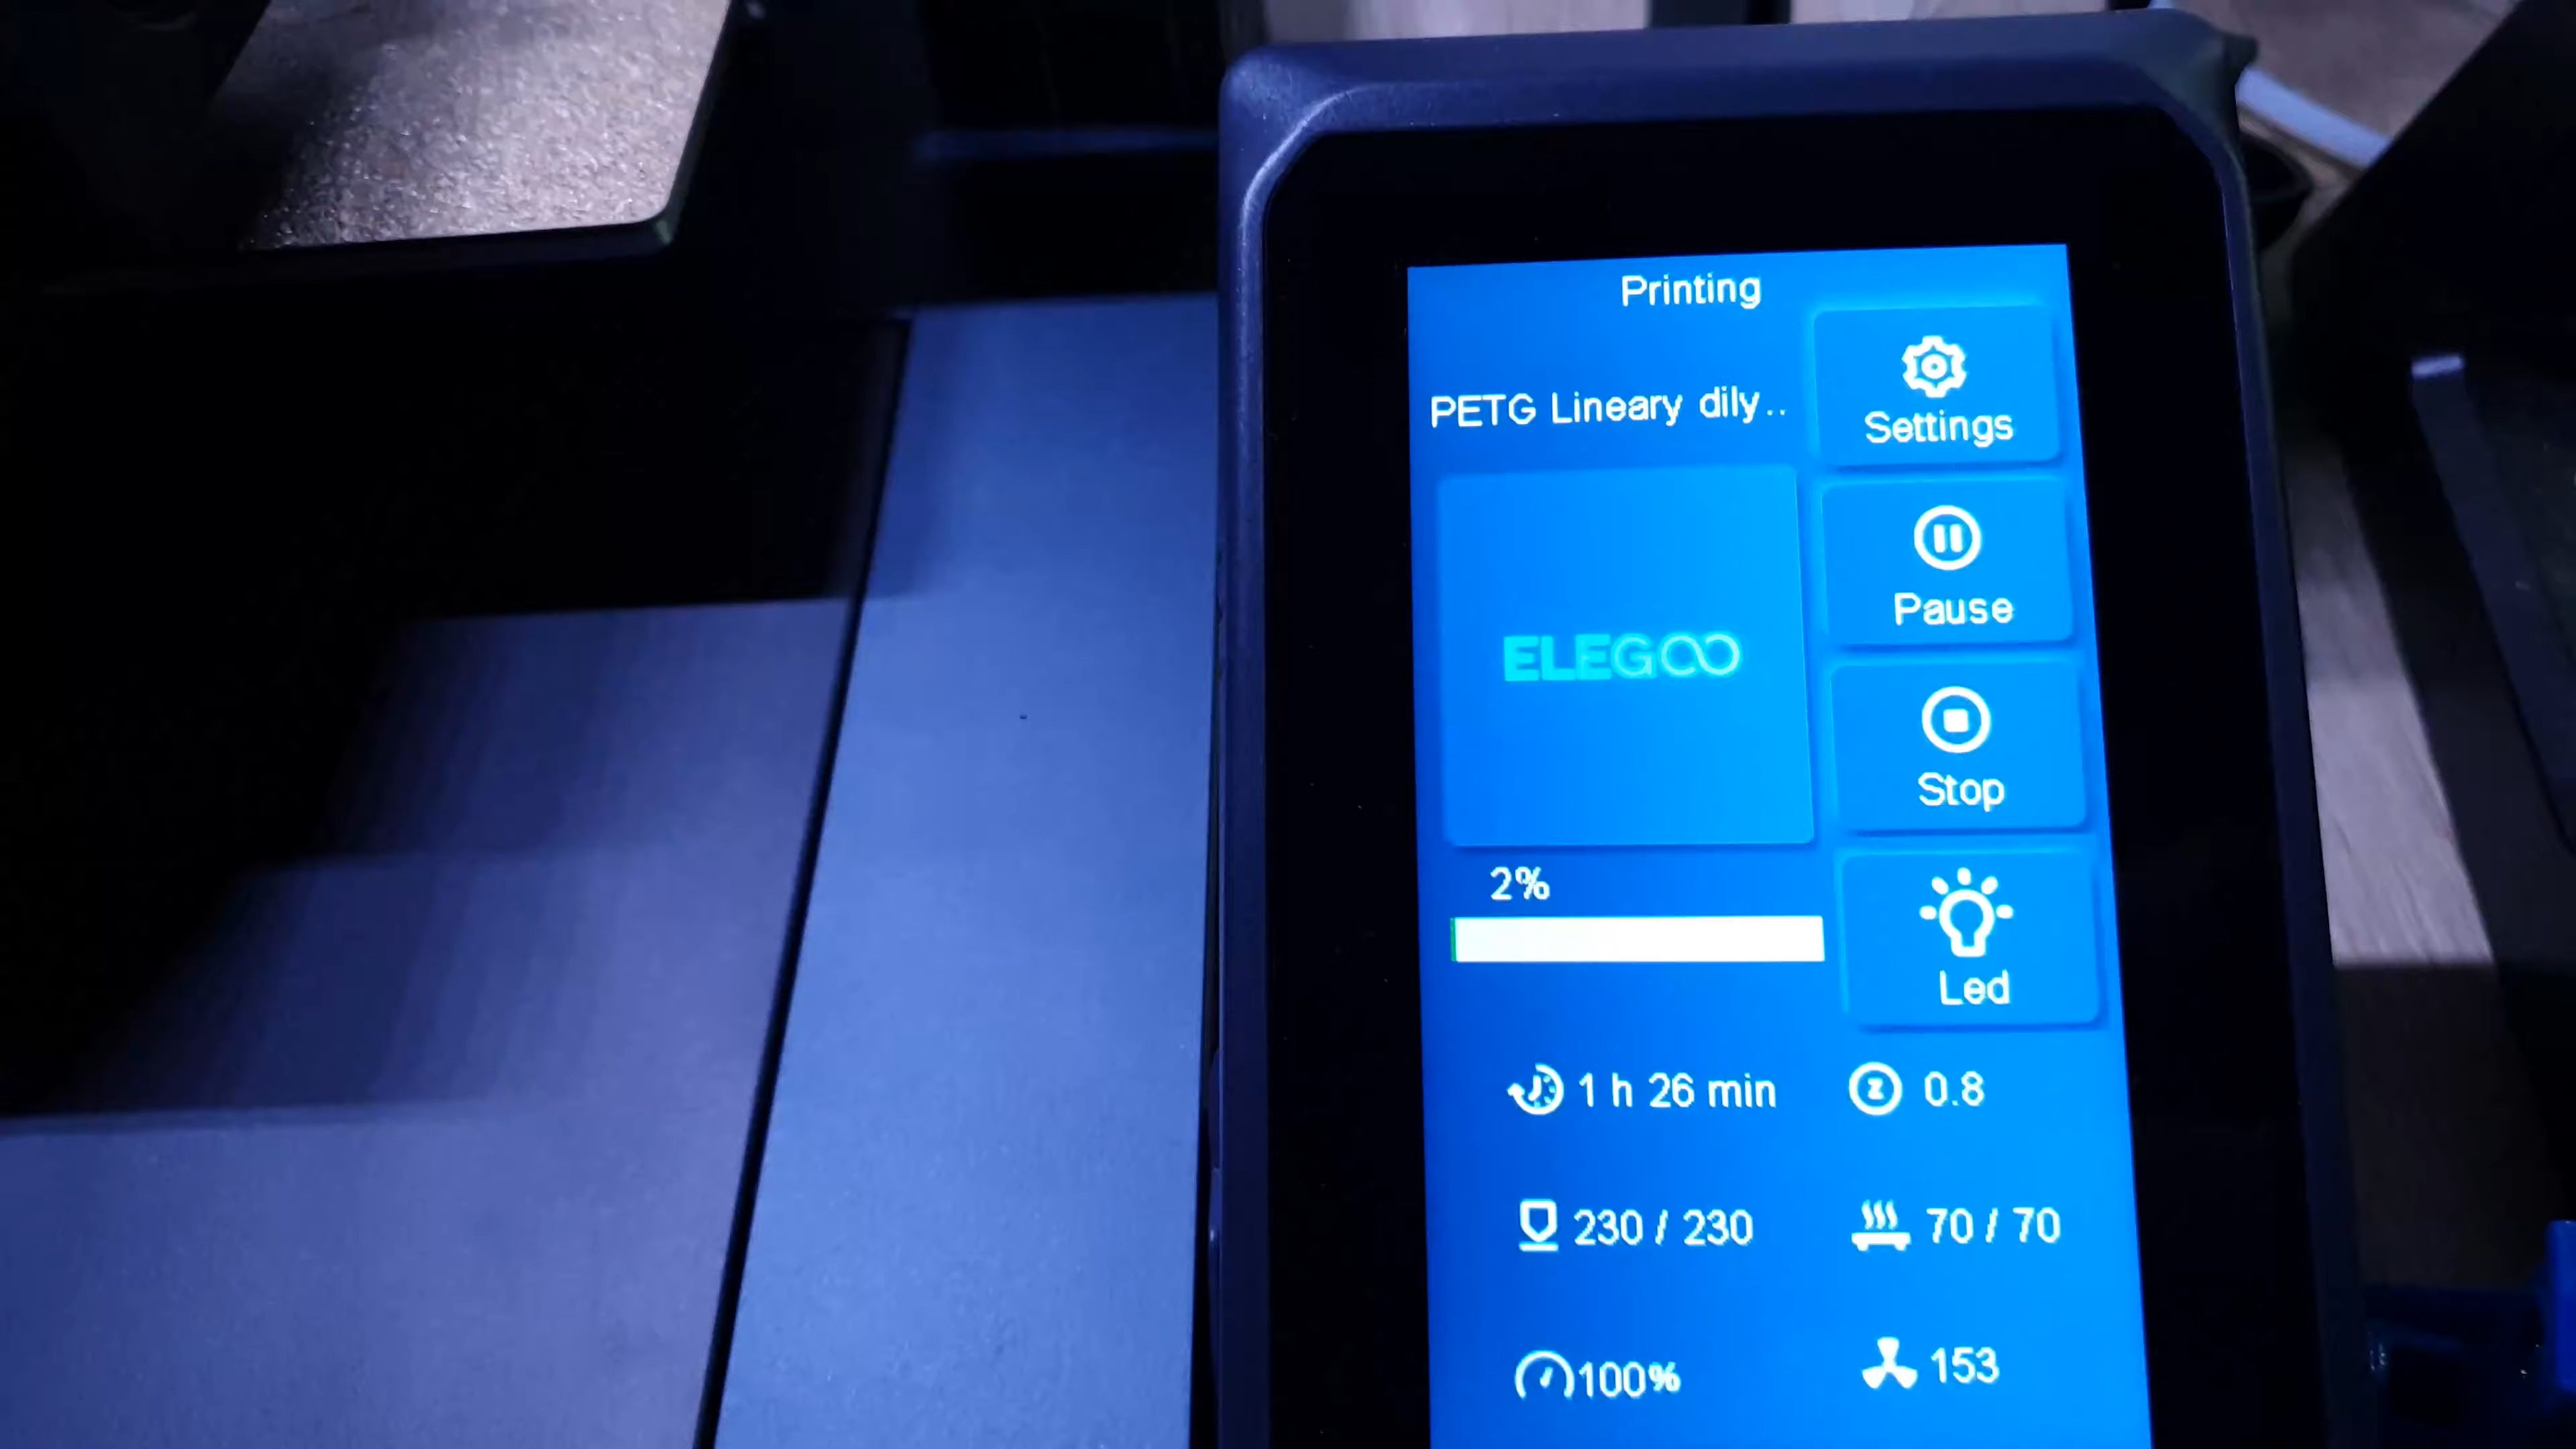 Printing
PETG Lineary dily..
Settings
Pause
ELEGOO
Stop
2%
Led
1 h 26 min
0.8
230 / 230
70 / 70
100%
153